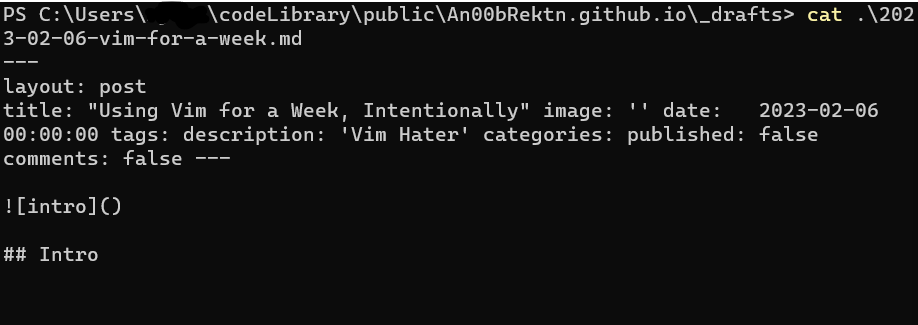 PS C:\Users\ \codeLibrary\public\An00bRektn.github.io\_drafts> cat .\202
3-02-06-vim-for-a-week.md
---
layout: post
title: "Using Vim for a Week, Intentionally" image: '' date:   2023-02-06
00:00:00 tags: description: 'Vim Hater' categories: published: false
comments: false ---
![intro]()
## Intro